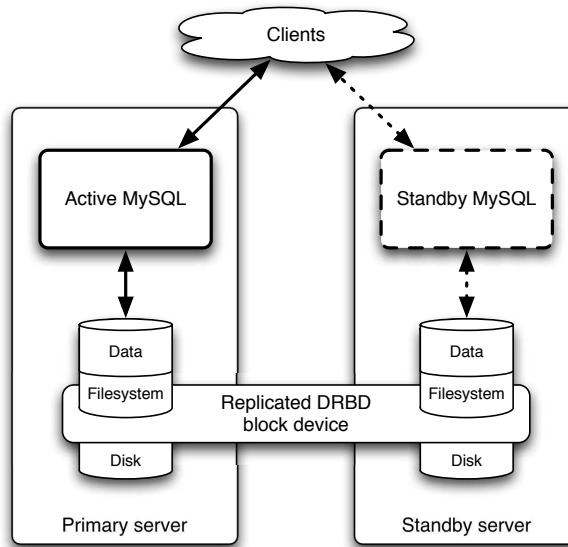 Clients
Active MySQL
Standby MySQL
Data
Data
Filesystem
Replicated DRBD
block device
Filesystem
Disk
Disk
Primary server
Standby server